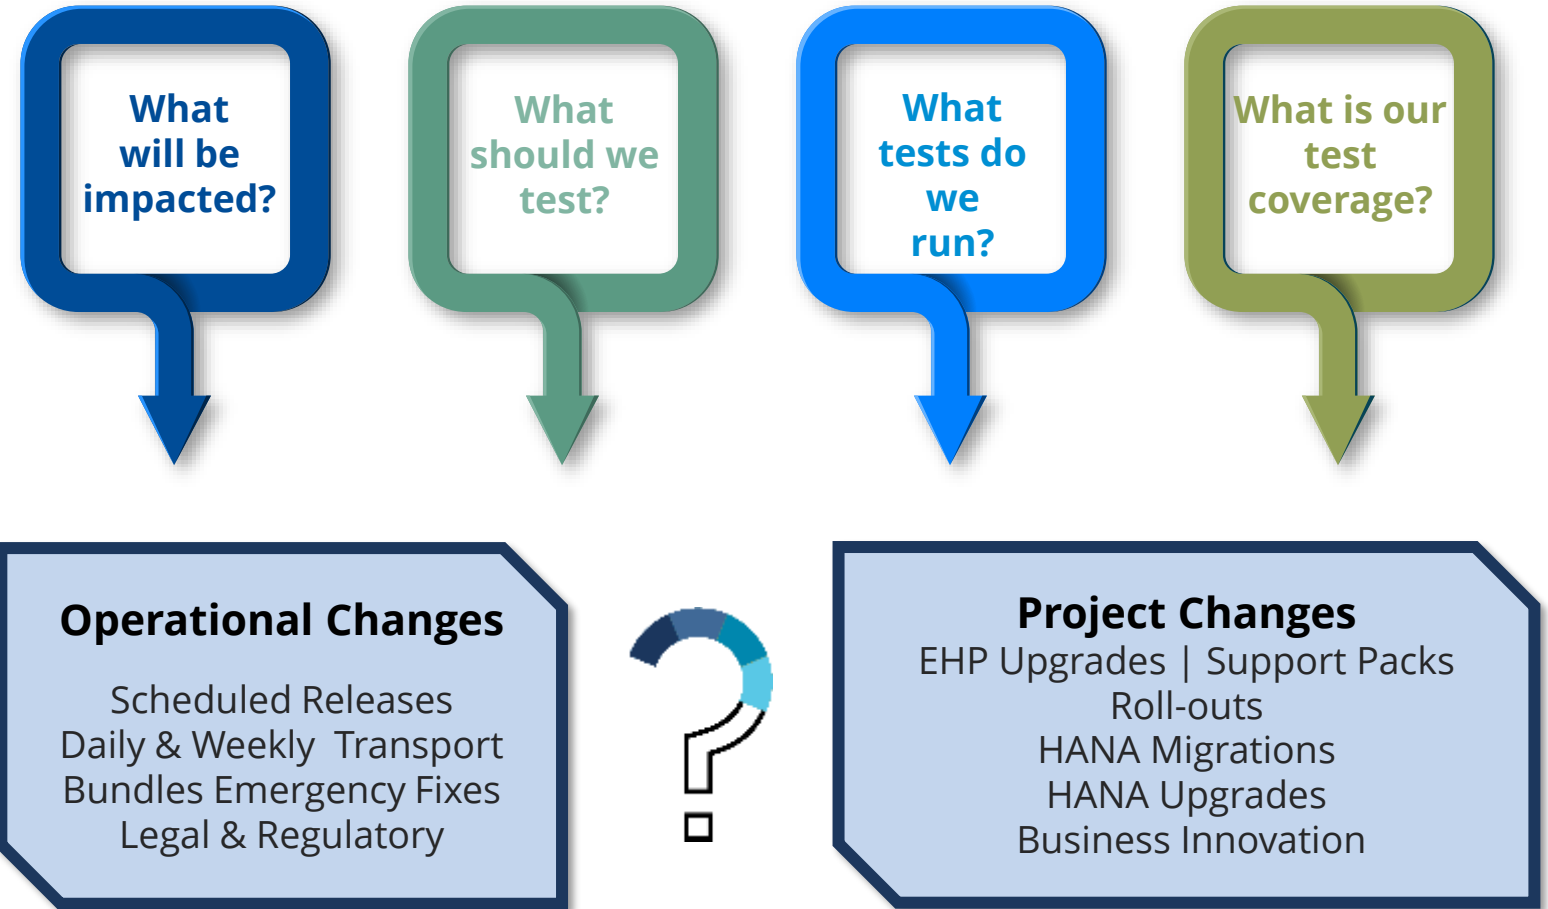 What
will be
impacted?
What
should we
test?
What
tests do
we
run?
What is our
test
coverage?
Operational Changes
Scheduled Releases
Daily & Weekly  Transport
Bundles Emergency Fixes
Legal & Regulatory
Project Changes
EHP Upgrades | Support Packs
Roll-outs
HANA Migrations
HANA Upgrades
Business Innovation